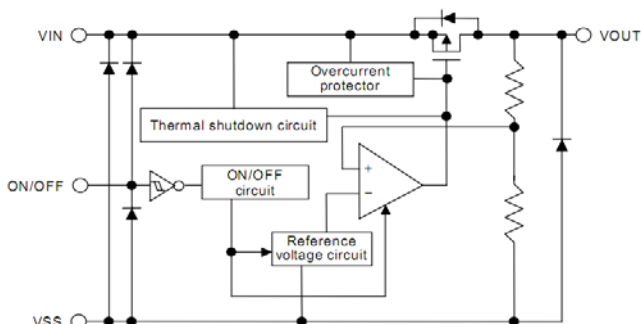 VIN
VOUT
Overcurrent
protector
Thermal shutdown circuit
+
−
ON/OFF
ON/OFF
circuit
Reference
voltage circuit
VSS